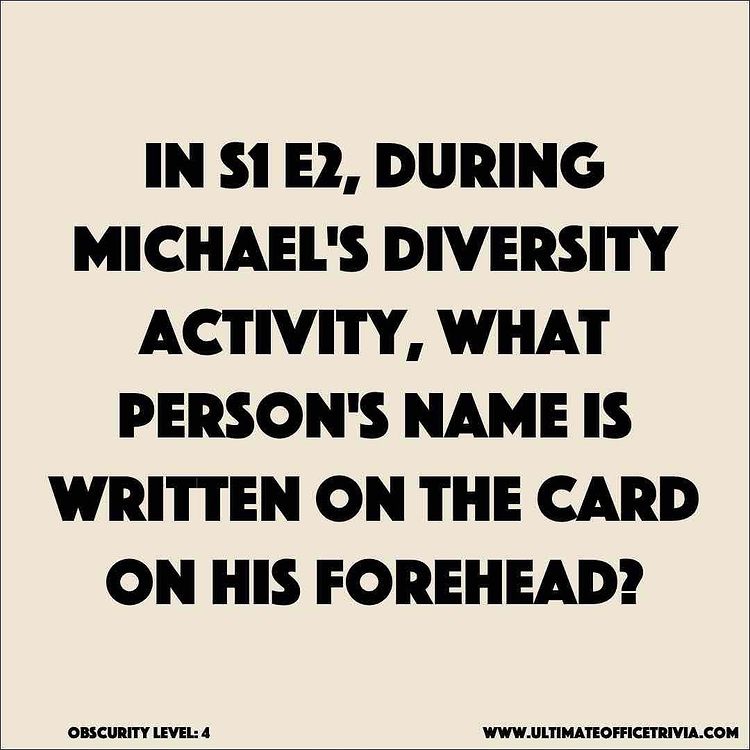 IN S1 E2, DURING
MICHAEL'S DIVERSITY
ACTIVITY, WHAT
PERSON'S NAME IS
WRITTEN ON THE CARD
ON HIS FOREHEAD?
OBSCURITY LEVEL: 4
WWW.ULTIMATEOFFICETRIVIA.COM